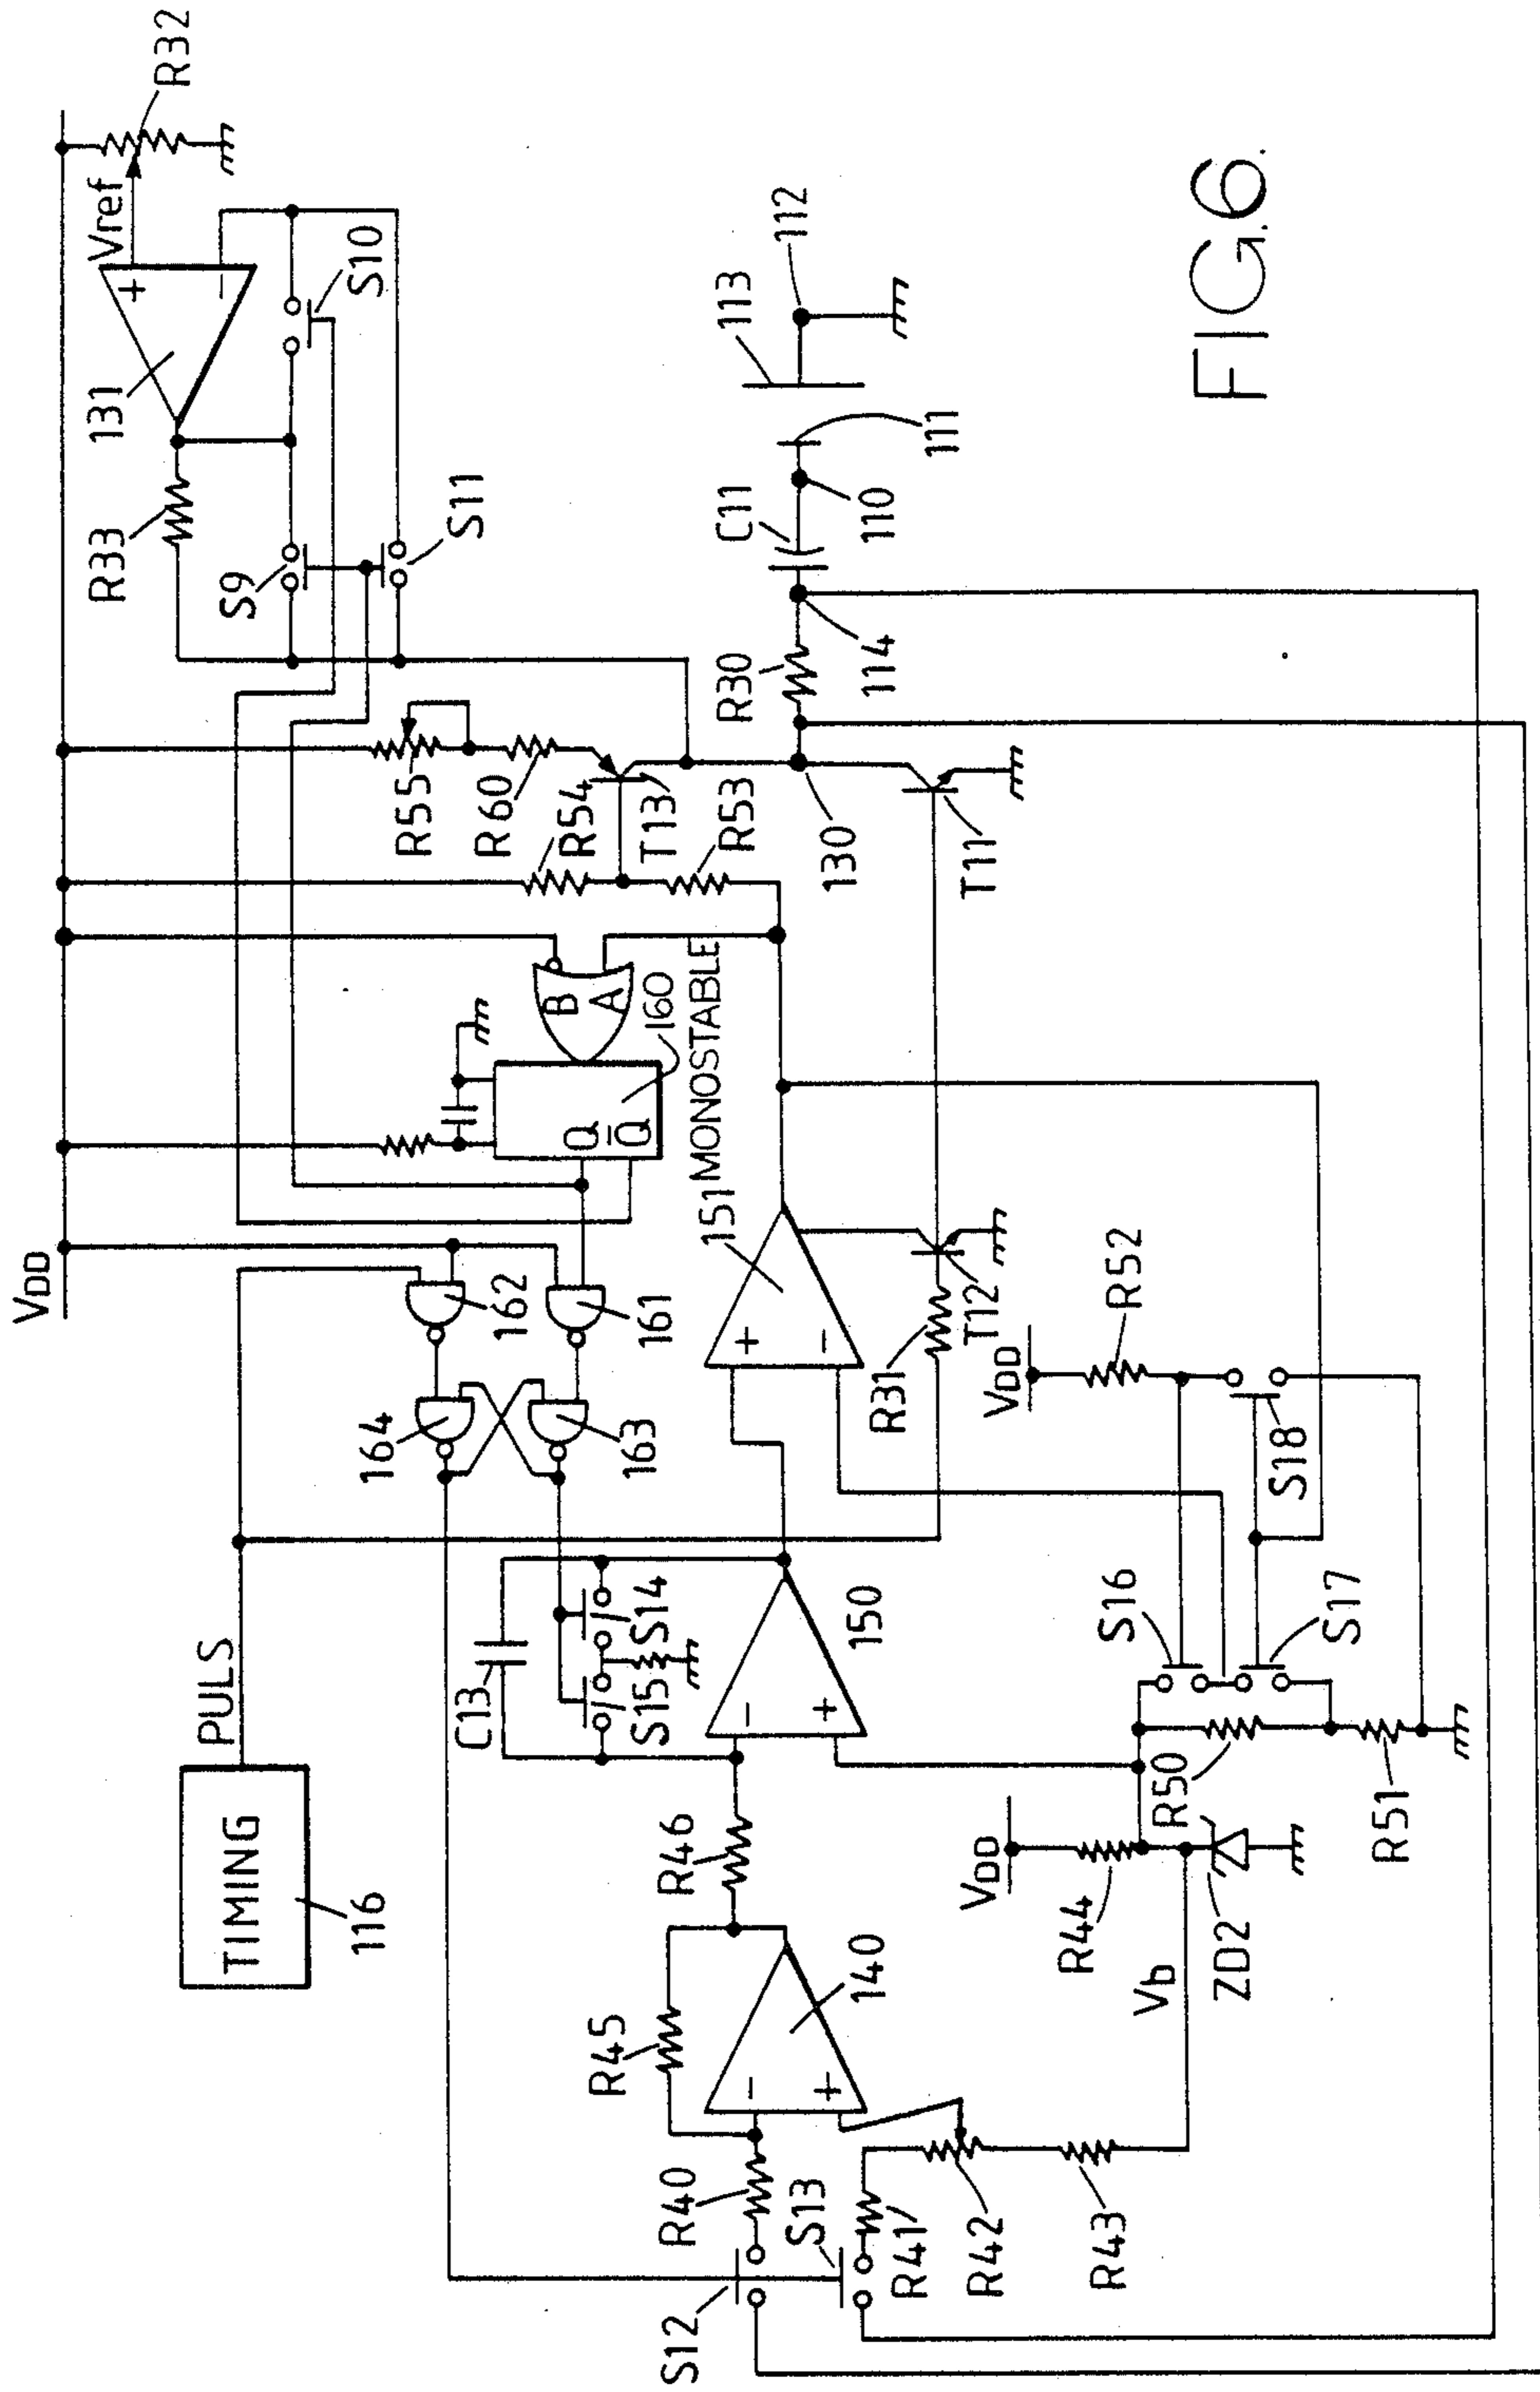 VDD
Vref
R32
+
−
131
S10
R33
S9
S11
R55
R60
R54
T13
R53
130
T11
R30
114
C11
110
111
113
112
B
A
160
MONOSTABLE
Q
Q̅
162
161
164
163
151
+
−
R31
T12
VDD
R52
S18
S16
S17
PULS
TIMING
116
C13
S15
S14
150
−
+
R46
R45
140
−
+
R40
S12
S13
R41
R42
R43
VDD
R44
Vb
ZD2
R50
R51
FIG.6.